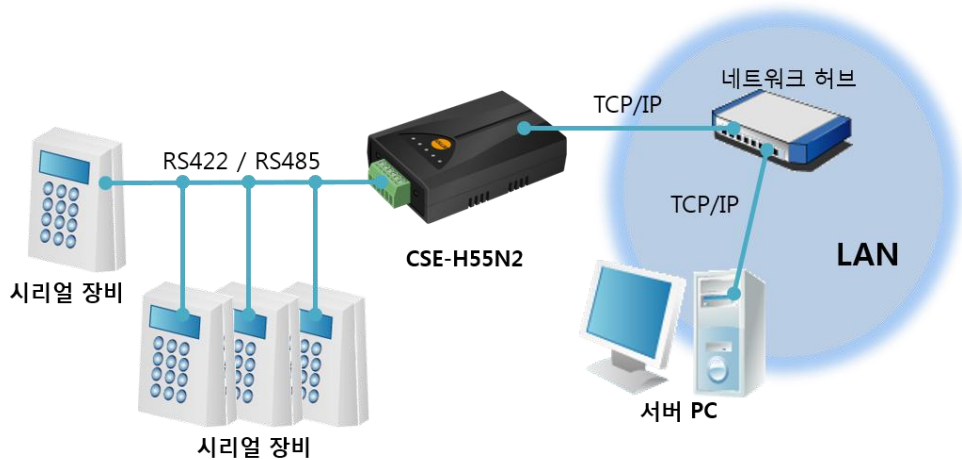 네트워크 허브
TCP/IP
RS422 / RS485
TCP/IP
LAN
CSE-H55N2
시리얼 장비
서버 PC
시리얼 장비